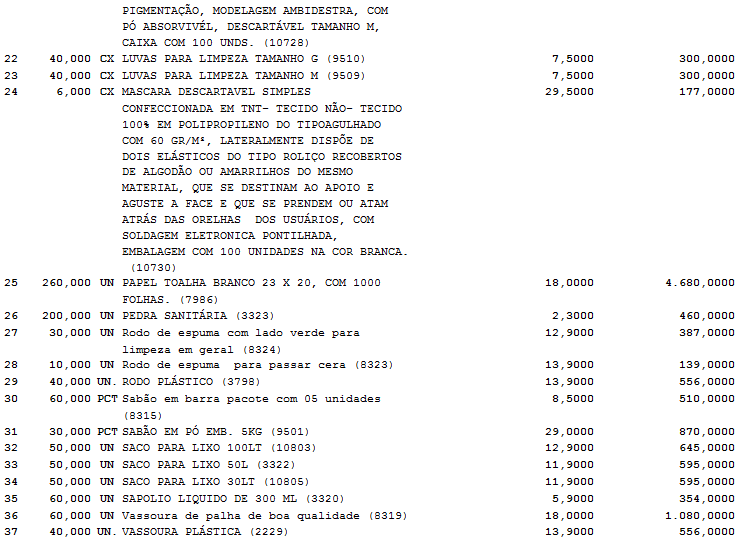 PIGMENTAÇÃO, MODELAGEM AMBIDESTRA, COM
PÓ ABSORVIVÉL, DESCARTÁVEL TAMANHO M,
CAIXA COM 100 UNDS. (10728)
22 40,000 CX LUVAS PARA LIMPEZA TAMANHO G (9510) 7,5000 300,0000
23 40,000 CX LUVAS PARA LIMPEZA TAMANHO M (9509) 7,5000 300,0000
24 6,000 CX MASCARA DESCARTAVEL SIMPLES 29,5000 177,0000
CONFECCIONADA EM TNT- TECIDO NÃO- TECIDO
100% EM POLIPROPILENO DO TIPOAGULHADO
COM 60 GR/M², LATERALMENTE DISPÕE DE
DOIS ELÁSTICOS DO TIPO ROLIÇO RECOBERTOS
DE ALGODÃO OU AMARRILHOS DO MESMO
MATERIAL, QUE SE DESTINAM AO APOIO E
AGUSTE A FACE E QUE SE PRENDEM OU ATAM
ATRÁS DAS ORELHAS  DOS USUÁRIOS, COM
SOLDAGEM ELETRONICA PONTILHADA,
EMBALAGEM COM 100 UNIDADES NA COR BRANCA.
(10730)
25 260,000 UN PAPEL TOALHA BRANCO 23 X 20, COM 1000 18,0000 4.680,0000
FOLHAS. (7986)
26 200,000 UN PEDRA SANITÁRIA (3323) 2,3000 460,0000
27 30,000 UN Rodo de espuma com lado verde para 12,9000 387,0000
limpeza em geral (8324)
28 10,000 UN Rodo de espuma  para passar cera (8323) 13,9000 139,0000
29 40,000 UN. RODO PLÁSTICO (3798) 13,9000 556,0000
30 60,000 PCT Sabão em barra pacote com 05 unidades 8,5000 510,0000
(8315)
31 30,000 PCT SABÃO EM PÓ EMB. 5KG (9501) 29,0000 870,0000
32 50,000 UN SACO PARA LIXO 100LT (10803) 12,9000 645,0000
33 50,000 UN SACO PARA LIXO 50L (3322) 11,9000 595,0000
34 50,000 UN SACO PARA LIXO 30LT (10805) 11,9000 595,0000
35 60,000 UN SAPOLIO LIQUIDO DE 300 ML (3320) 5,9000 354,0000
36 60,000 UN Vassoura de palha de boa qualidade (8319) 18,0000 1.080,0000
37 40,000 UN. VASSOURA PLÁSTICA (2229) 13,9000 556,0000